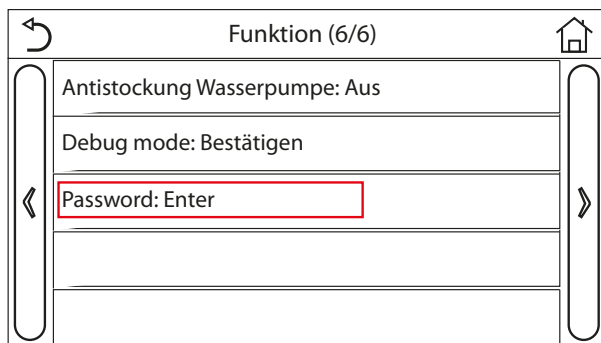 Funktion (6/6)
Antistockung Wasserpumpe: Aus
Debug mode: Bestätigen
Password: Enter